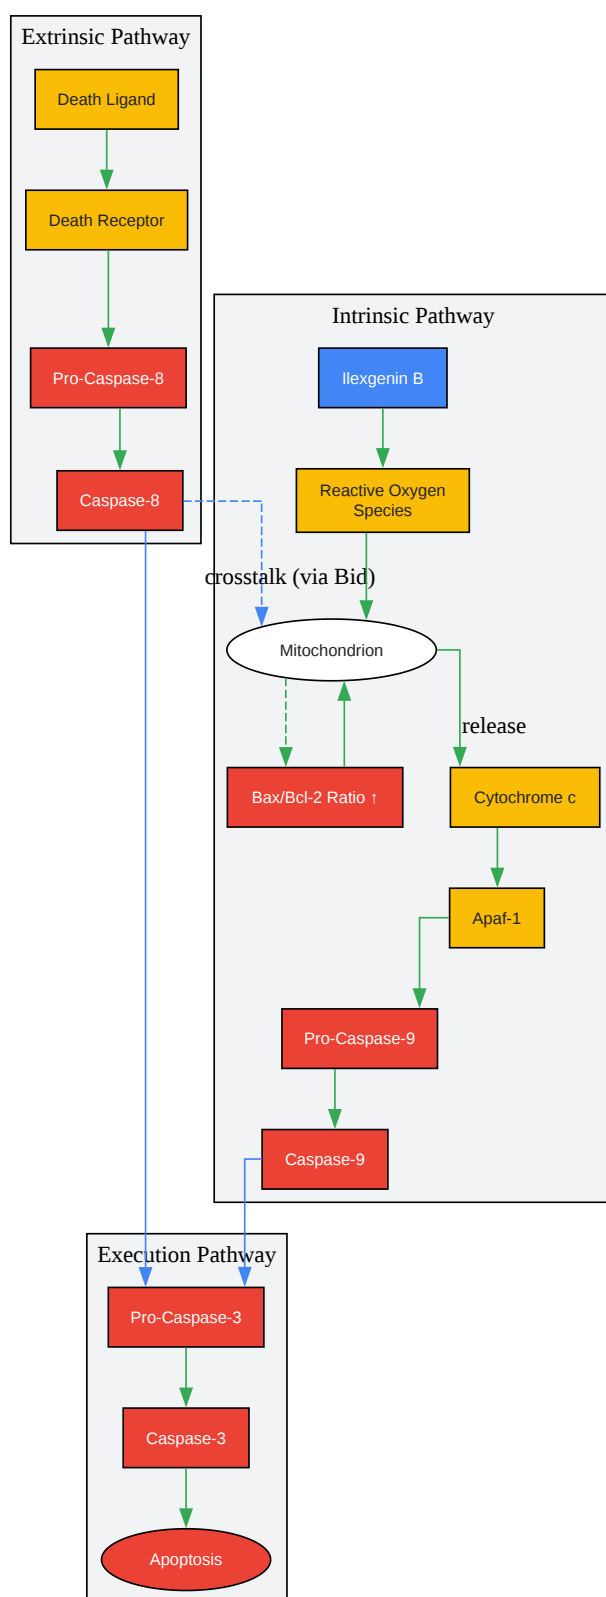 Extrinsic Pathway
Death Ligand
Death Receptor
Pro-Caspase-8
Caspase-8
Intrinsic Pathway
Ilexgenin B
Reactive Oxygen
Species
crosstalk (via Bid)
Mitochondrion
release
Bax/Bcl-2 Ratio ↑
Cytochrome c
Apaf-1
Pro-Caspase-9
Caspase-9
Execution Pathway
Pro-Caspase-3
Caspase-3
Apoptosis